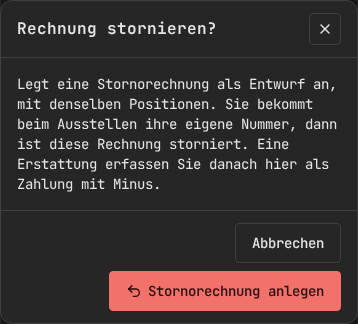 Rechnung stornieren?
Legt eine Stornorechnung als Entwurf an,
mit denselben Positionen. Sie bekommt
beim Ausstellen ihre eigene Nummer, dann
ist diese Rechnung storniert. Eine
Erstattung erfassen Sie danach hier als
Zahlung mit Minus.
Abbrechen
Stornorechnung anlegen